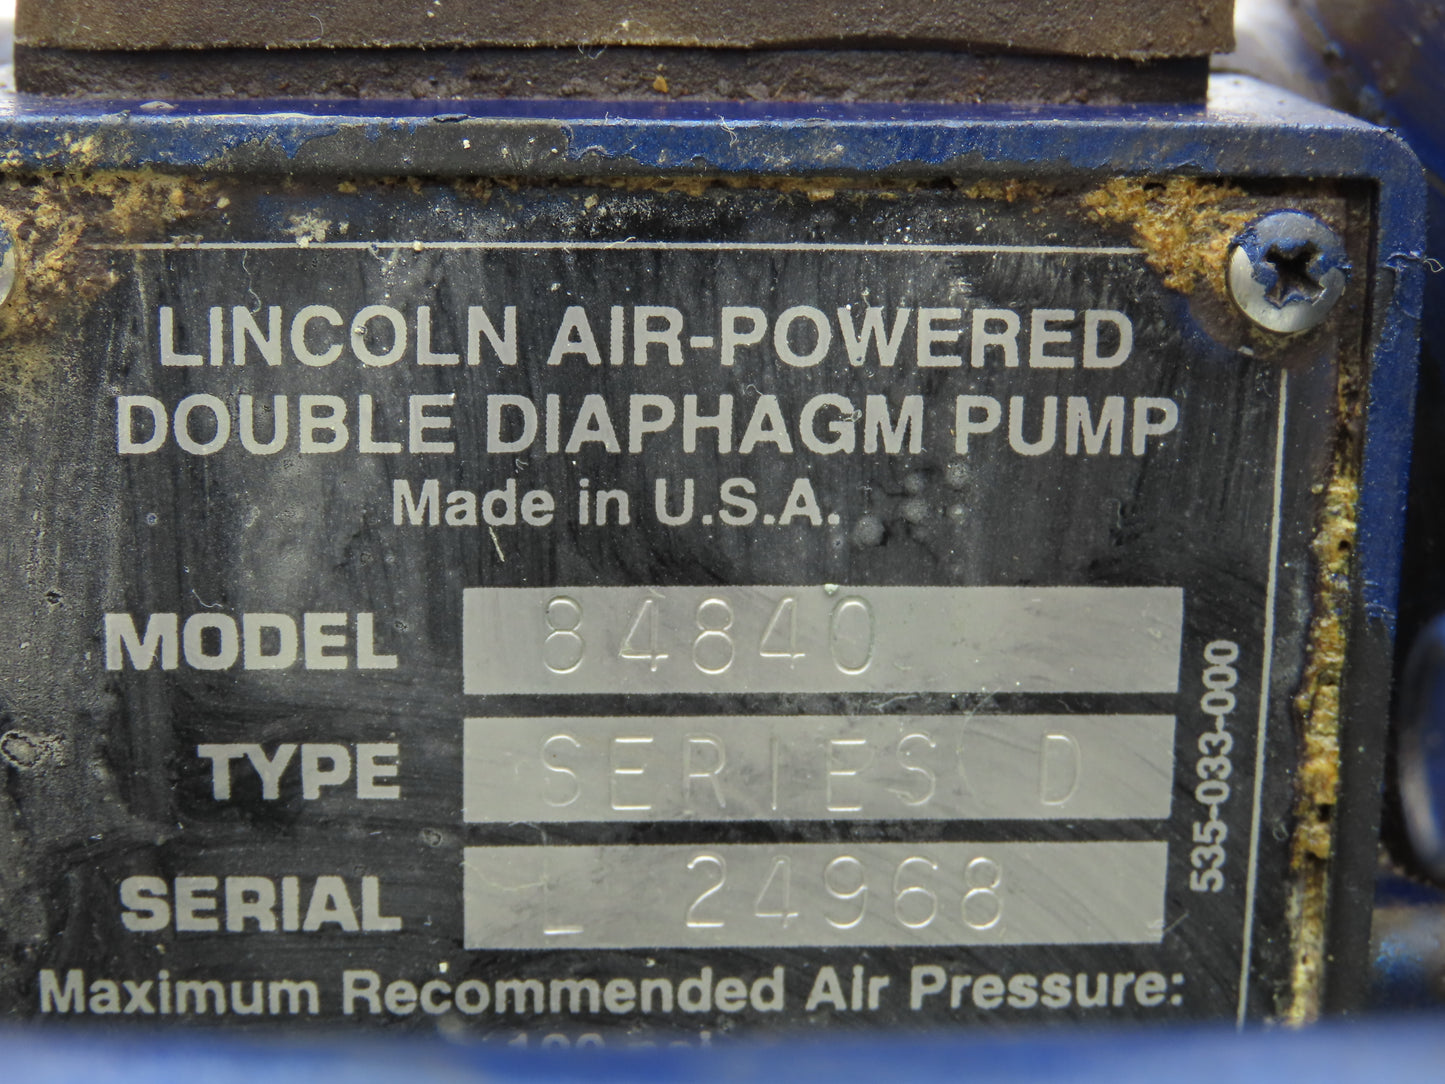 LINCOLN AIR-POWERED
DOUBLE DIAPHAGM PUMP
Made in U.S.A.
MODEL 84840
TYPE SERIES D
SERIAL L 24968
535-033-000
Maximum Recommended Air Pressure: